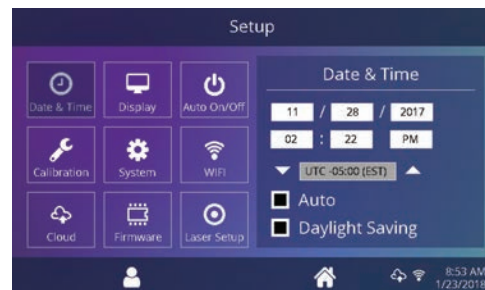 Setup
Date & Time
Display
Auto On/Off
Calibration
System
WIFI
Cloud
Firmware
Laser Setup
Date & Time
11 / 28 / 2017
02 : 22 PM
UTC -05:00 (EST)
Auto
Daylight Saving
8:53 AM
1/23/2018